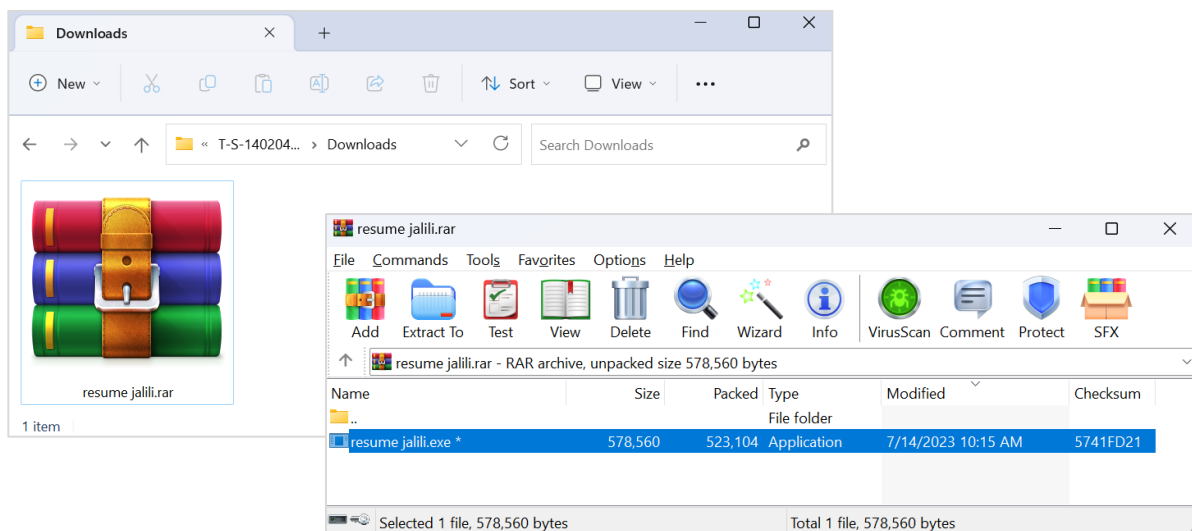 Downloads
New
Sort
View
« T-S-140204... > Downloads
Search Downloads
resume jalili.rar
1 item
resume jalili.rar
File Commands Tools Favorites Options Help
Add Extract To Test View Delete Find Wizard Info VirusScan Comment Protect SFX
resume jalili.rar - RAR archive, unpacked size 578,560 bytes
Name Size Packed Type Modified Checksum
.. File folder
resume jalili.exe * 578,560 523,104 Application 7/14/2023 10:15 AM 5741FD21
Selected 1 file, 578,560 bytes Total 1 file, 578,560 bytes